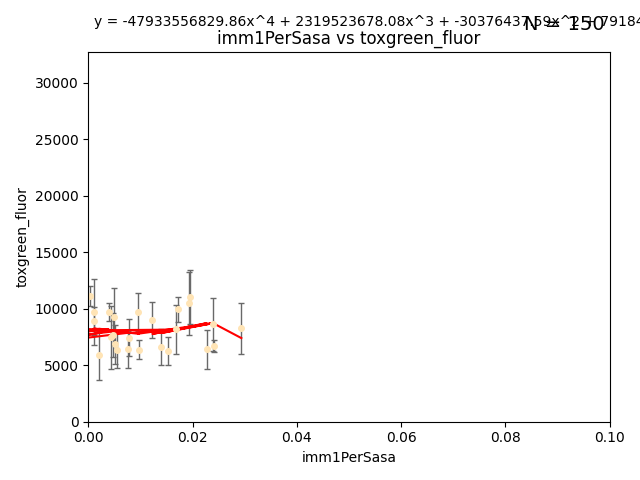 y = -47933556829.86x^4 + 2319523678.08x^3 + -30376437.59x^2 + 79184
N = 150
imm1PerSasa vs toxgreen_fluor
30000
25000
20000
15000
10000
5000
0
toxgreen_fluor
0.00 0.02 0.04 0.06 0.08 0.10
imm1PerSasa